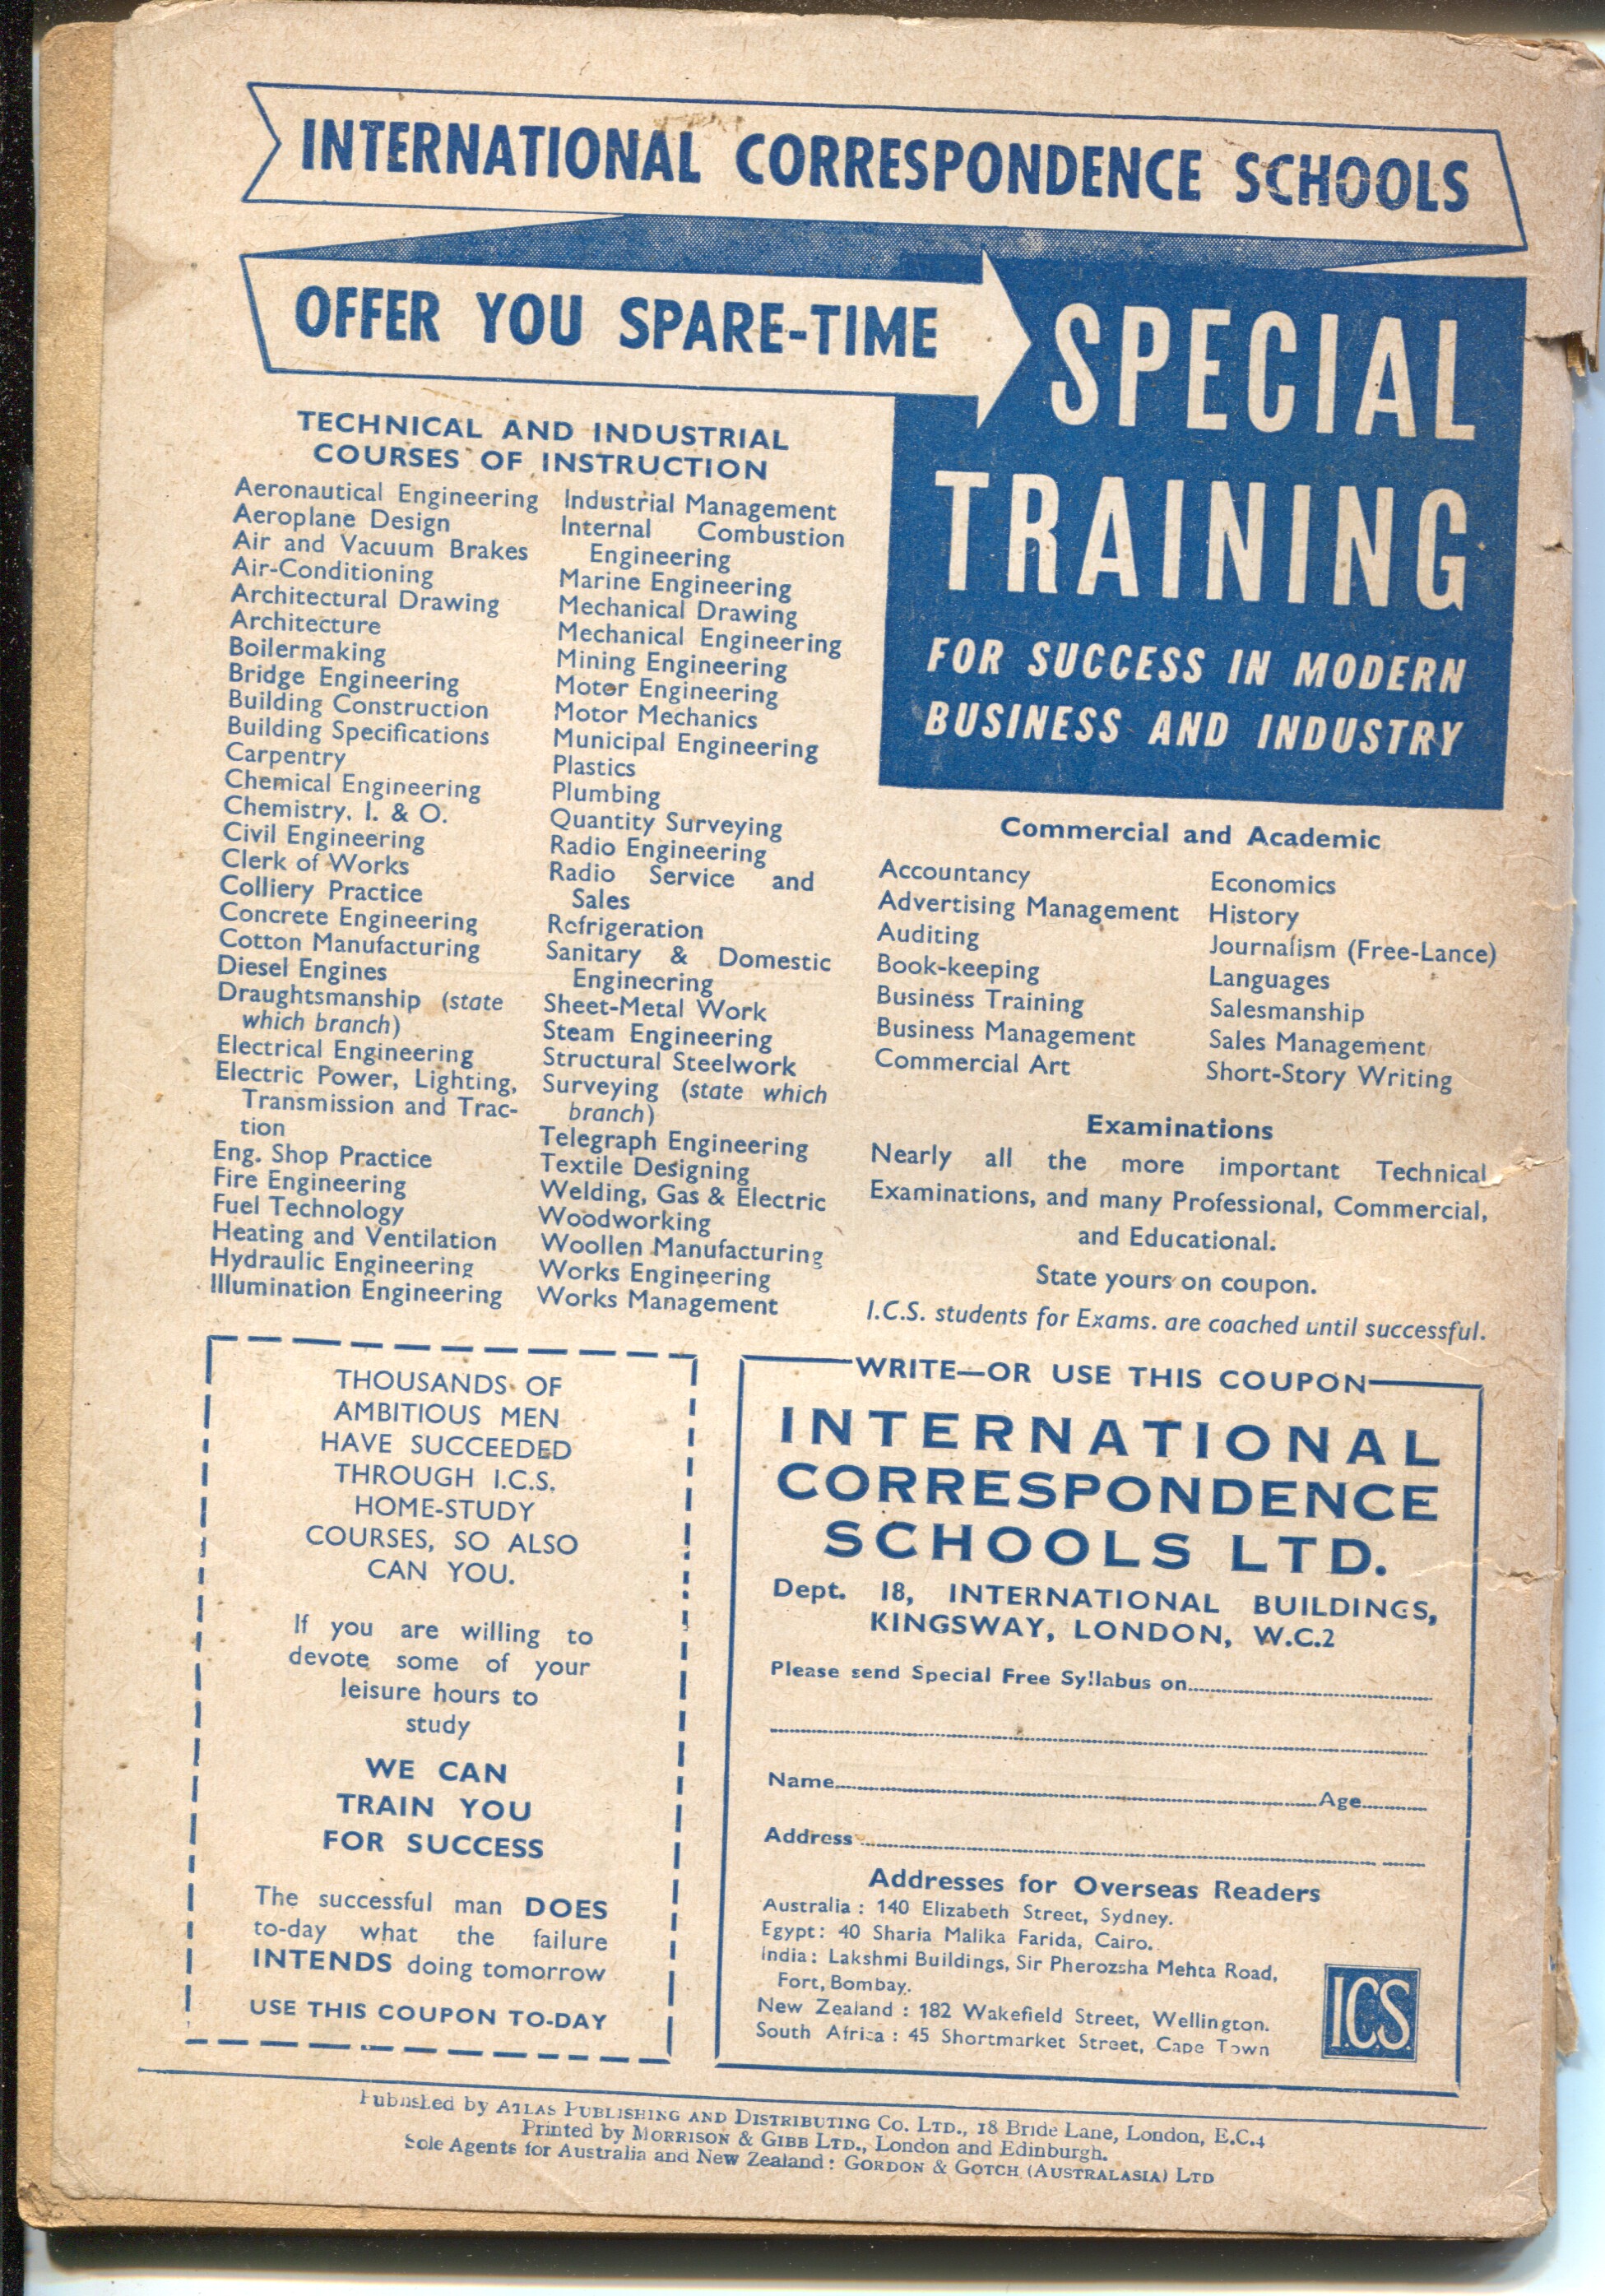 INTERNATIONAL CORRESPONDENCE SCHOOLS
OFFER YOU SPARE-TIME
SPECIAL
TRAINING
FOR SUCCESS IN MODERN
BUSINESS AND INDUSTRY
TECHNICAL AND INDUSTRIAL
COURSES OF INSTRUCTION
Aeronautical Engineering
Aeroplane Design
Air and Vacuum Brakes
Air-Conditioning
Architectural Drawing
Architecture
Boilermaking
Bridge Engineering
Building Construction
Building Specifications
Carpentry
Chemical Engineering
Chemistry, I. & O.
Civil Engineering
Clerk of Works
Colliery Practice
Concrete Engineering
Cotton Manufacturing
Diesel Engines
Draughtsmanship (state
which branch)
Electrical Engineering
Electric Power, Lighting,
Transmission and Trac-
tion
Eng. Shop Practice
Fire Engineering
Fuel Technology
Heating and Ventilation
Hydraulic Engineering
Illumination Engineering
Industrial Management
Internal Combustion
Engineering
Marine Engineering
Mechanical Drawing
Mechanical Engineering
Mining Engineering
Motor Engineering
Motor Mechanics
Municipal Engineering
Plastics
Plumbing
Quantity Surveying
Radio Engineering
Radio Service and
Sales
Refrigeration
Sanitary & Domestic
Engineering
Sheet-Metal Work
Steam Engineering
Structural Steelwork
Surveying (state which
branch)
Telegraph Engineering
Textile Designing
Welding, Gas & Electric
Woodworking
Woollen Manufacturing
Works Engineering
Works Management
Commercial and Academic
Accountancy
Advertising Management
Auditing
Book-keeping
Business Training
Business Management
Commercial Art
Economics
History
Journalism (Free-Lance)
Languages
Salesmanship
Sales Management
Short-Story Writing
Examinations
Nearly all the more important Technical
Examinations, and many Professional, Commercial,
and Educational.
State yours on coupon.
I.C.S. students for Exams. are coached until successful.
THOUSANDS OF
AMBITIOUS MEN
HAVE SUCCEEDED
THROUGH I.C.S.
HOME-STUDY
COURSES, SO ALSO
CAN YOU.
If you are willing to
devote some of your
leisure hours to
study
WE CAN
TRAIN YOU
FOR SUCCESS
The successful man DOES
to-day what the failure
INTENDS doing tomorrow
USE THIS COUPON TO-DAY
WRITE—OR USE THIS COUPON
INTERNATIONAL
CORRESPONDENCE
SCHOOLS LTD.
Dept. 18, INTERNATIONAL BUILDINGS,
KINGSWAY, LONDON, W.C.2
Please send Special Free Syllabus on
Name Age
Address
Addresses for Overseas Readers
Australia : 140 Elizabeth Street, Sydney.
Egypt: 40 Sharia Malika Farida, Cairo.
India: Lakshmi Buildings, Sir Pherozsha Mehta Road,
Fort, Bombay.
New Zealand : 182 Wakefield Street, Wellington.
South Africa : 45 Shortmarket Street, Cape Town
I.C.S.
Published by ATLAS PUBLISHING AND DISTRIBUTING CO. LTD., 18 Bride Lane, London, E.C.4
Printed by MORRISON & GIBB LTD., London and Edinburgh.
Sole Agents for Australia and New Zealand: GORDON & GOTCH (AUSTRALASIA) LTD